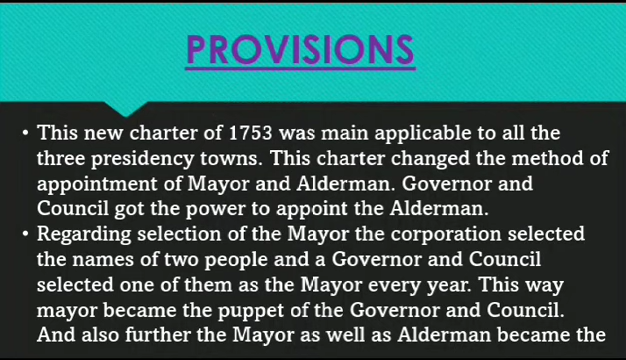 PROVISIONS
• This new charter of 1753 was main applicable to all the
three presidency towns. This charter changed the method of
appointment of Mayor and Alderman. Governor and
Council got the power to appoint the Alderman.
• Regarding selection of the Mayor the corporation selected
the names of two people and a Governor and Council
selected one of them as the Mayor every year. This way
mayor became the puppet of the Governor and Council.
And also further the Mayor as well as Alderman became the